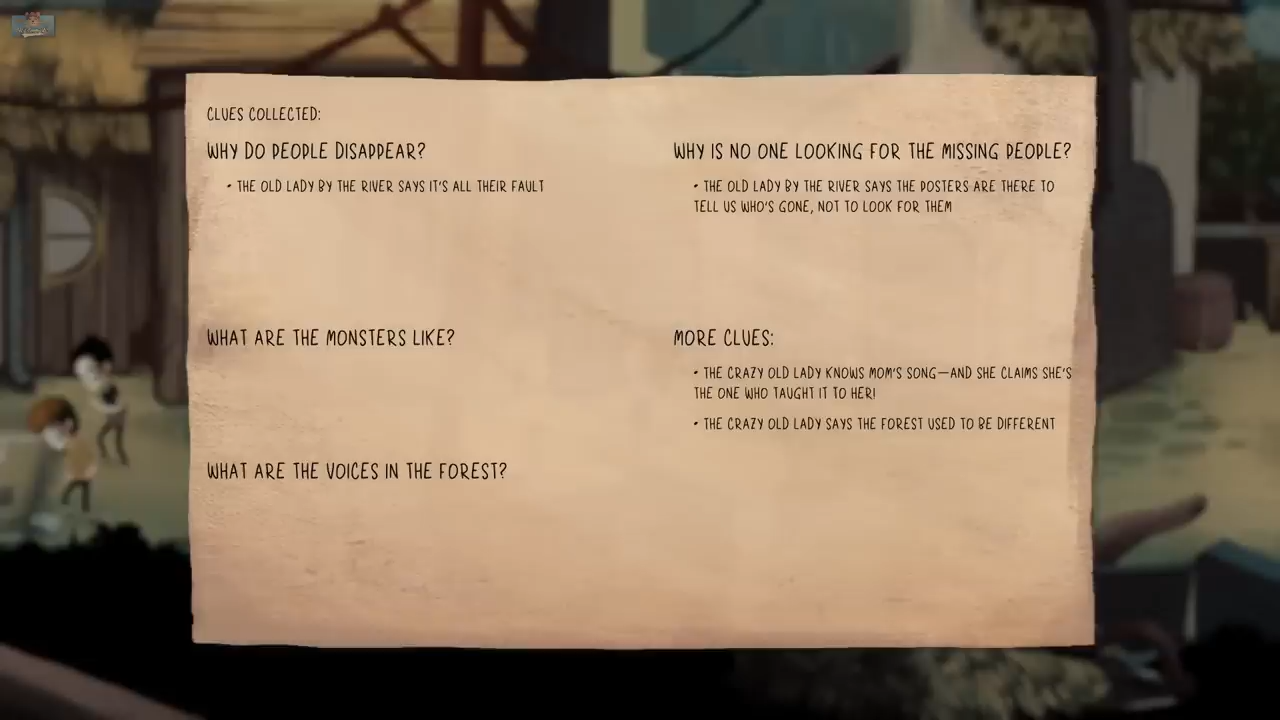 CLUES COLLECTED:
WHY DO PEOPLE DISAPPEAR?
• THE OLD LADY BY THE RIVER SAYS IT'S ALL THEIR FAULT
WHAT ARE THE MONSTERS LIKE?
WHAT ARE THE VOICES IN THE FOREST?
WHY IS NO ONE LOOKING FOR THE MISSING PEOPLE?
• THE OLD LADY BY THE RIVER SAYS THE POSTERS ARE THERE TO
TELL US WHO'S GONE, NOT TO LOOK FOR THEM
MORE CLUES:
• THE CRAZY OLD LADY KNOWS MOM'S SONG—AND SHE CLAIMS SHE'S
THE ONE WHO TAUGHT IT TO HER!
• THE CRAZY OLD LADY SAYS THE FOREST USED TO BE DIFFERENT